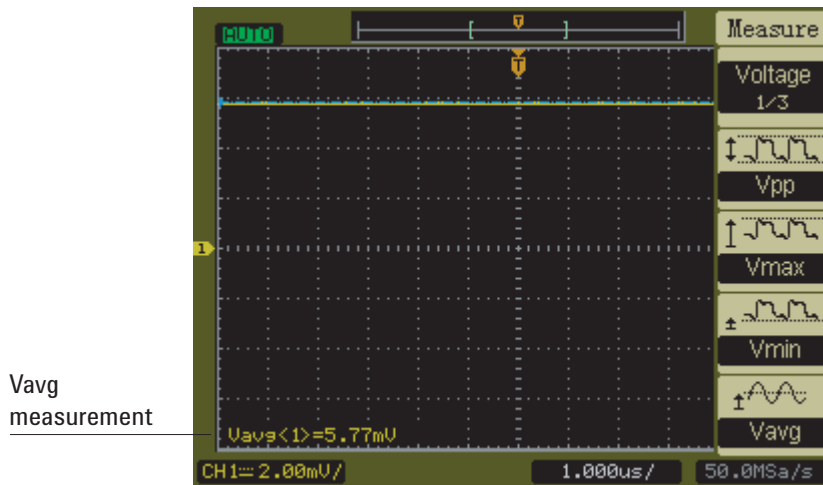 AUTO
T
T
Measure
Voltage
1/3
Vpp
Vmax
1
Vmin
Vavg
measurement
Vavg<1>=5.77mV
Vavg
CH1⎓2.00mV/
1.000us/
50.0MSa/s